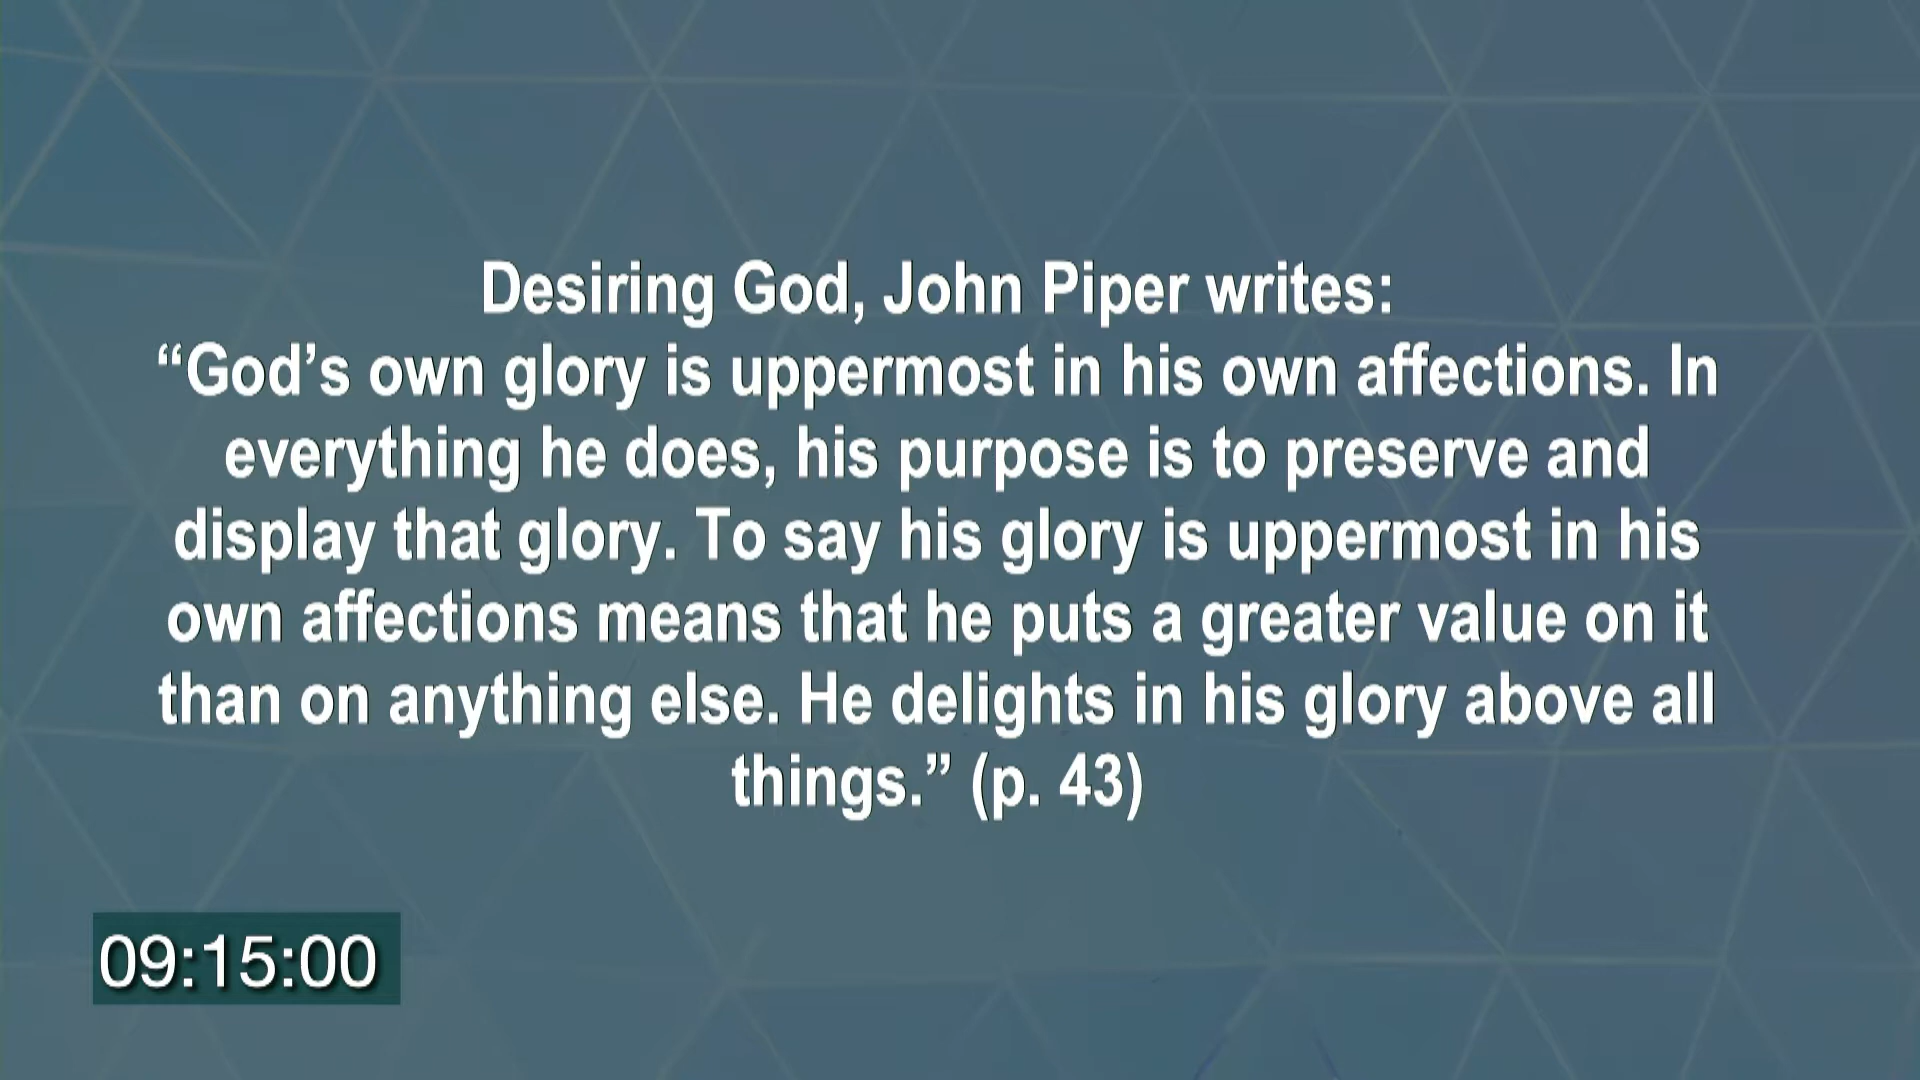 Desiring God, John Piper writes:
“God’s own glory is uppermost in his own affections. In
everything he does, his purpose is to preserve and
display that glory. To say his glory is uppermost in his
own affections means that he puts a greater value on it
than on anything else. He delights in his glory above all
things.” (p. 43)
09:15:00